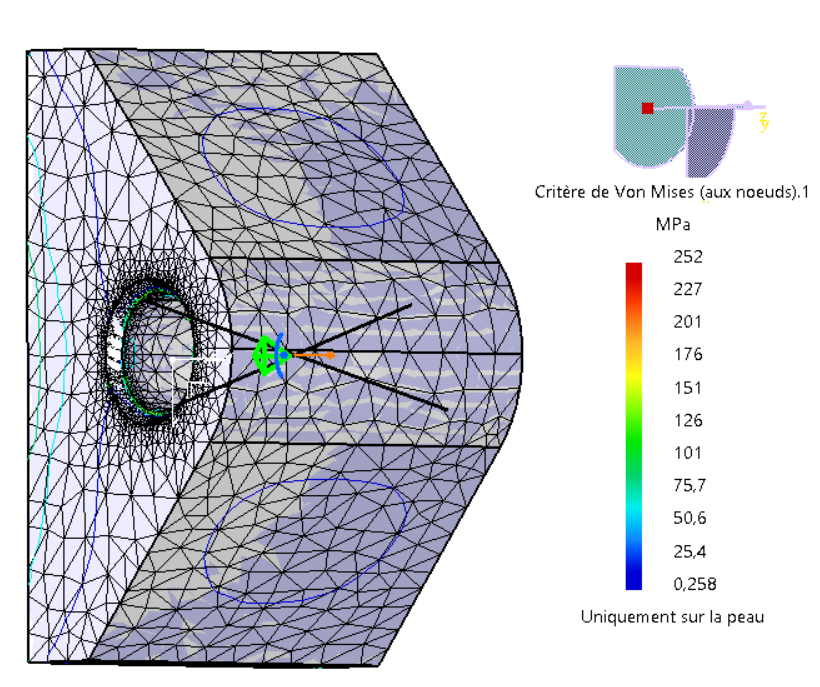 z
y
Critère de Von Mises (aux noeuds).1
MPa
252
227
201
176
151
126
101
75,7
50,6
25,4
0,258
Uniquement sur la peau